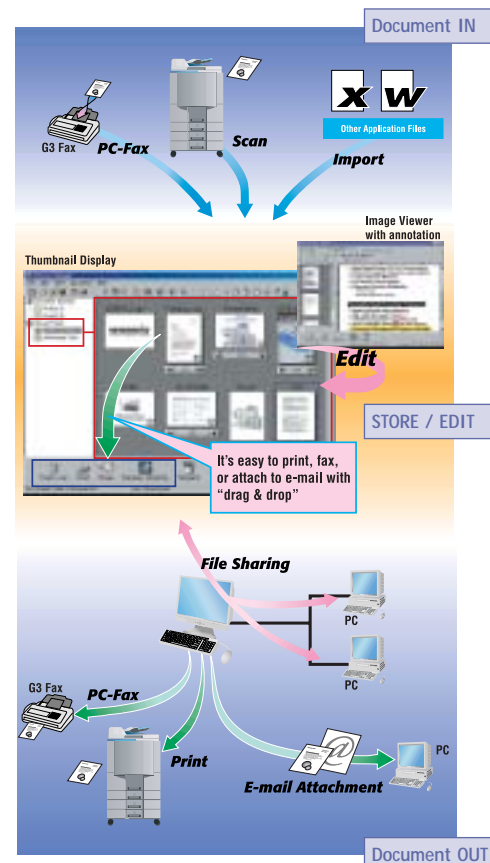 Document IN
G3 Fax
PC-Fax
Scan
X W
Other Application Files
Import
Image Viewer
with annotation
Thumbnail Display
Edit
STORE / EDIT
It's easy to print, fax,
or attach to e-mail with
“drag & drop”
File Sharing
PC
PC
G3 Fax
PC-Fax
Print
@
E-mail Attachment
PC
Document OUT